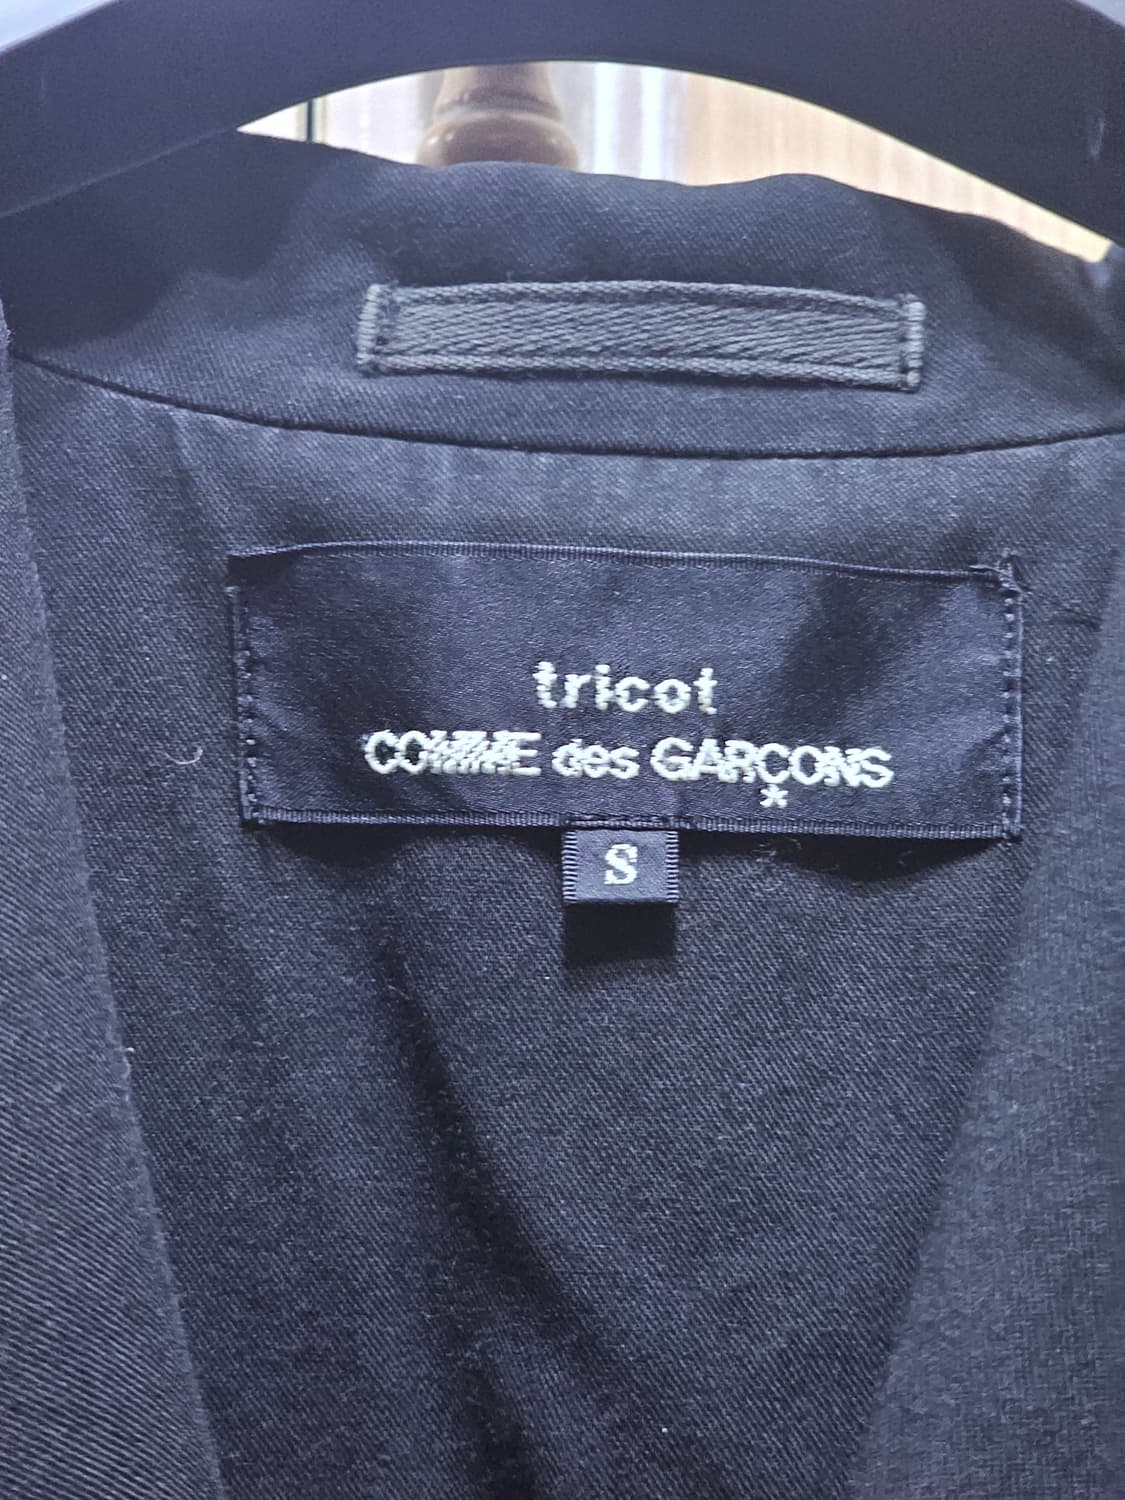 tricot
COMME des GARÇONS
*
S